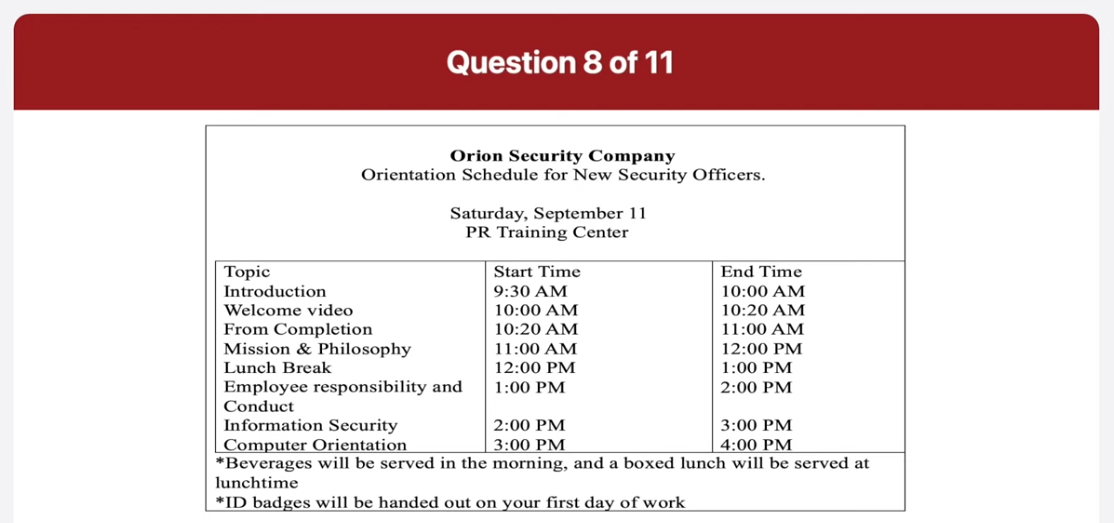 Question 8 of 11
Orion Security Company
Orientation Schedule for New Security Officers.
Saturday, September 11
PR Training Center
Topic Start Time End Time
Introduction 9:30 AM 10:00 AM
Welcome video 10:00 AM 10:20 AM
From Completion 10:20 AM 11:00 AM
Mission & Philosophy 11:00 AM 12:00 PM
Lunch Break 12:00 PM 1:00 PM
Employee responsibility and 1:00 PM 2:00 PM
Conduct
Information Security 2:00 PM 3:00 PM
Computer Orientation 3:00 PM 4:00 PM
*Beverages will be served in the morning, and a boxed lunch will be served at
lunchtime
*ID badges will be handed out on your first day of work